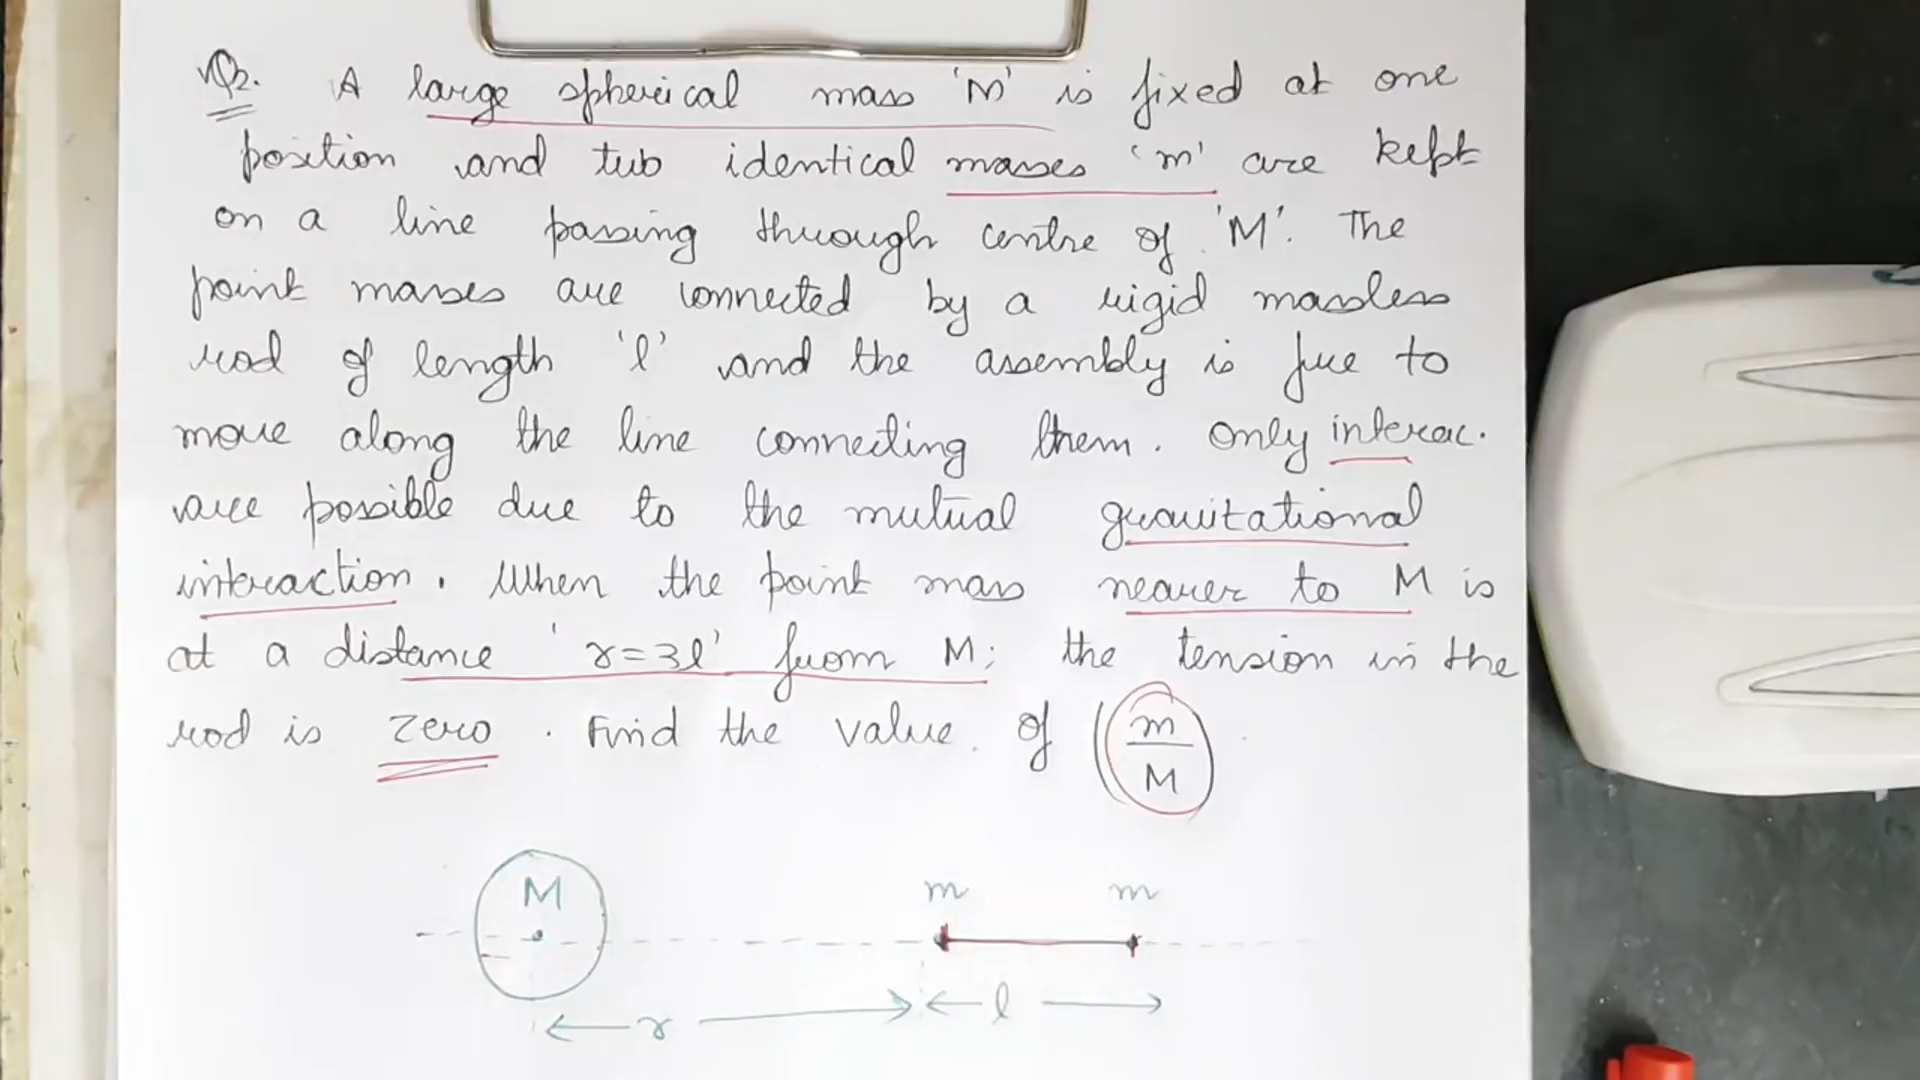 Q2. A large spherical mass 'M' is fixed at one
position and two identical masses 'm' are kept
on a line passing through centre of 'M'. The
point masses are connected by a rigid massless
rod of length 'l' and the assembly is free to
move along the line connecting them. Only interac.
are possible due to the mutual gravitational
interaction. When the point mass nearer to M is
at a distance 'r=3l' from M; the tension in the
rod is zero. Find the value of (m/M)
M m m
r l